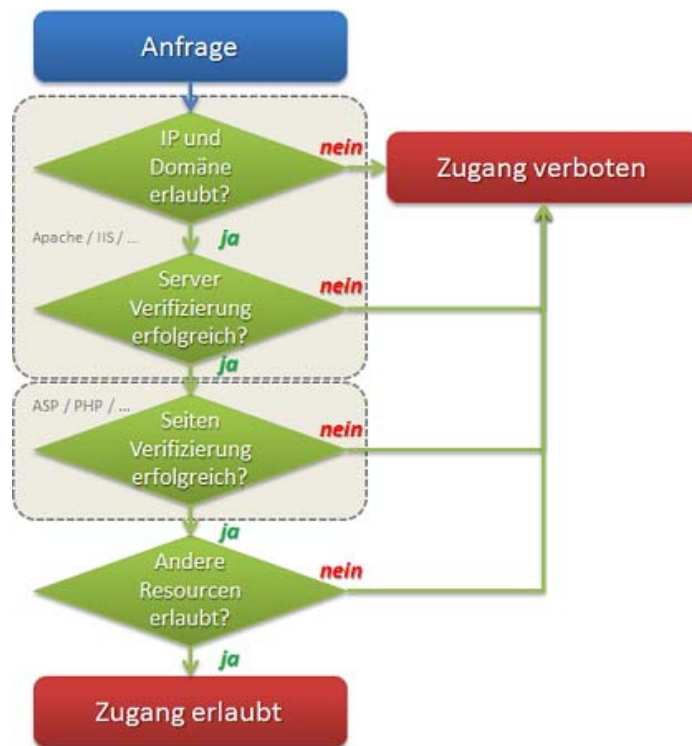 Anfrage
IP und
Domäne
erlaubt?
nein
Zugang verboten
Apache / IIS / ...
ja
Server
Verifizierung
erfolgreich?
nein
ja
ASP / PHP / ...
Seiten
Verifizierung
erfolgreich?
nein
ja
Andere
Resourcen
erlaubt?
nein
ja
Zugang erlaubt